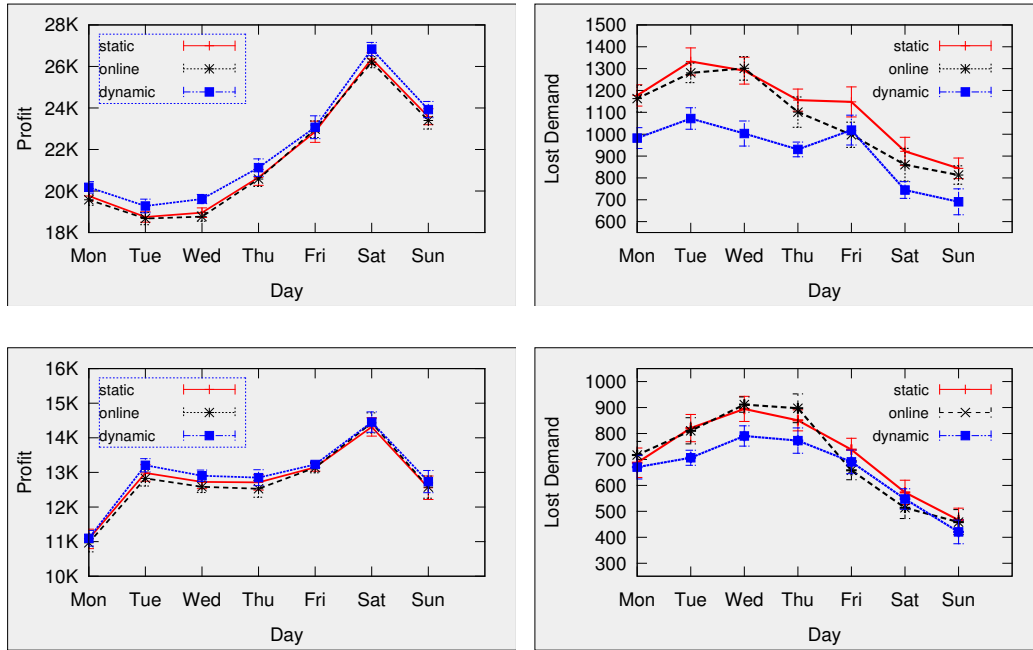 28K
26K
24K
22K
20K
18K
Profit
static
online
dynamic
Mon Tue Wed Thu Fri Sat Sun
Day
1500
1400
1300
1200
1100
1000
900
800
700
600
Lost Demand
static
online
dynamic
Mon Tue Wed Thu Fri Sat Sun
Day
16K
15K
14K
13K
12K
11K
10K
Profit
static
online
dynamic
Mon Tue Wed Thu Fri Sat Sun
Day
1000
900
800
700
600
500
400
300
Lost Demand
static
online
dynamic
Mon Tue Wed Thu Fri Sat Sun
Day